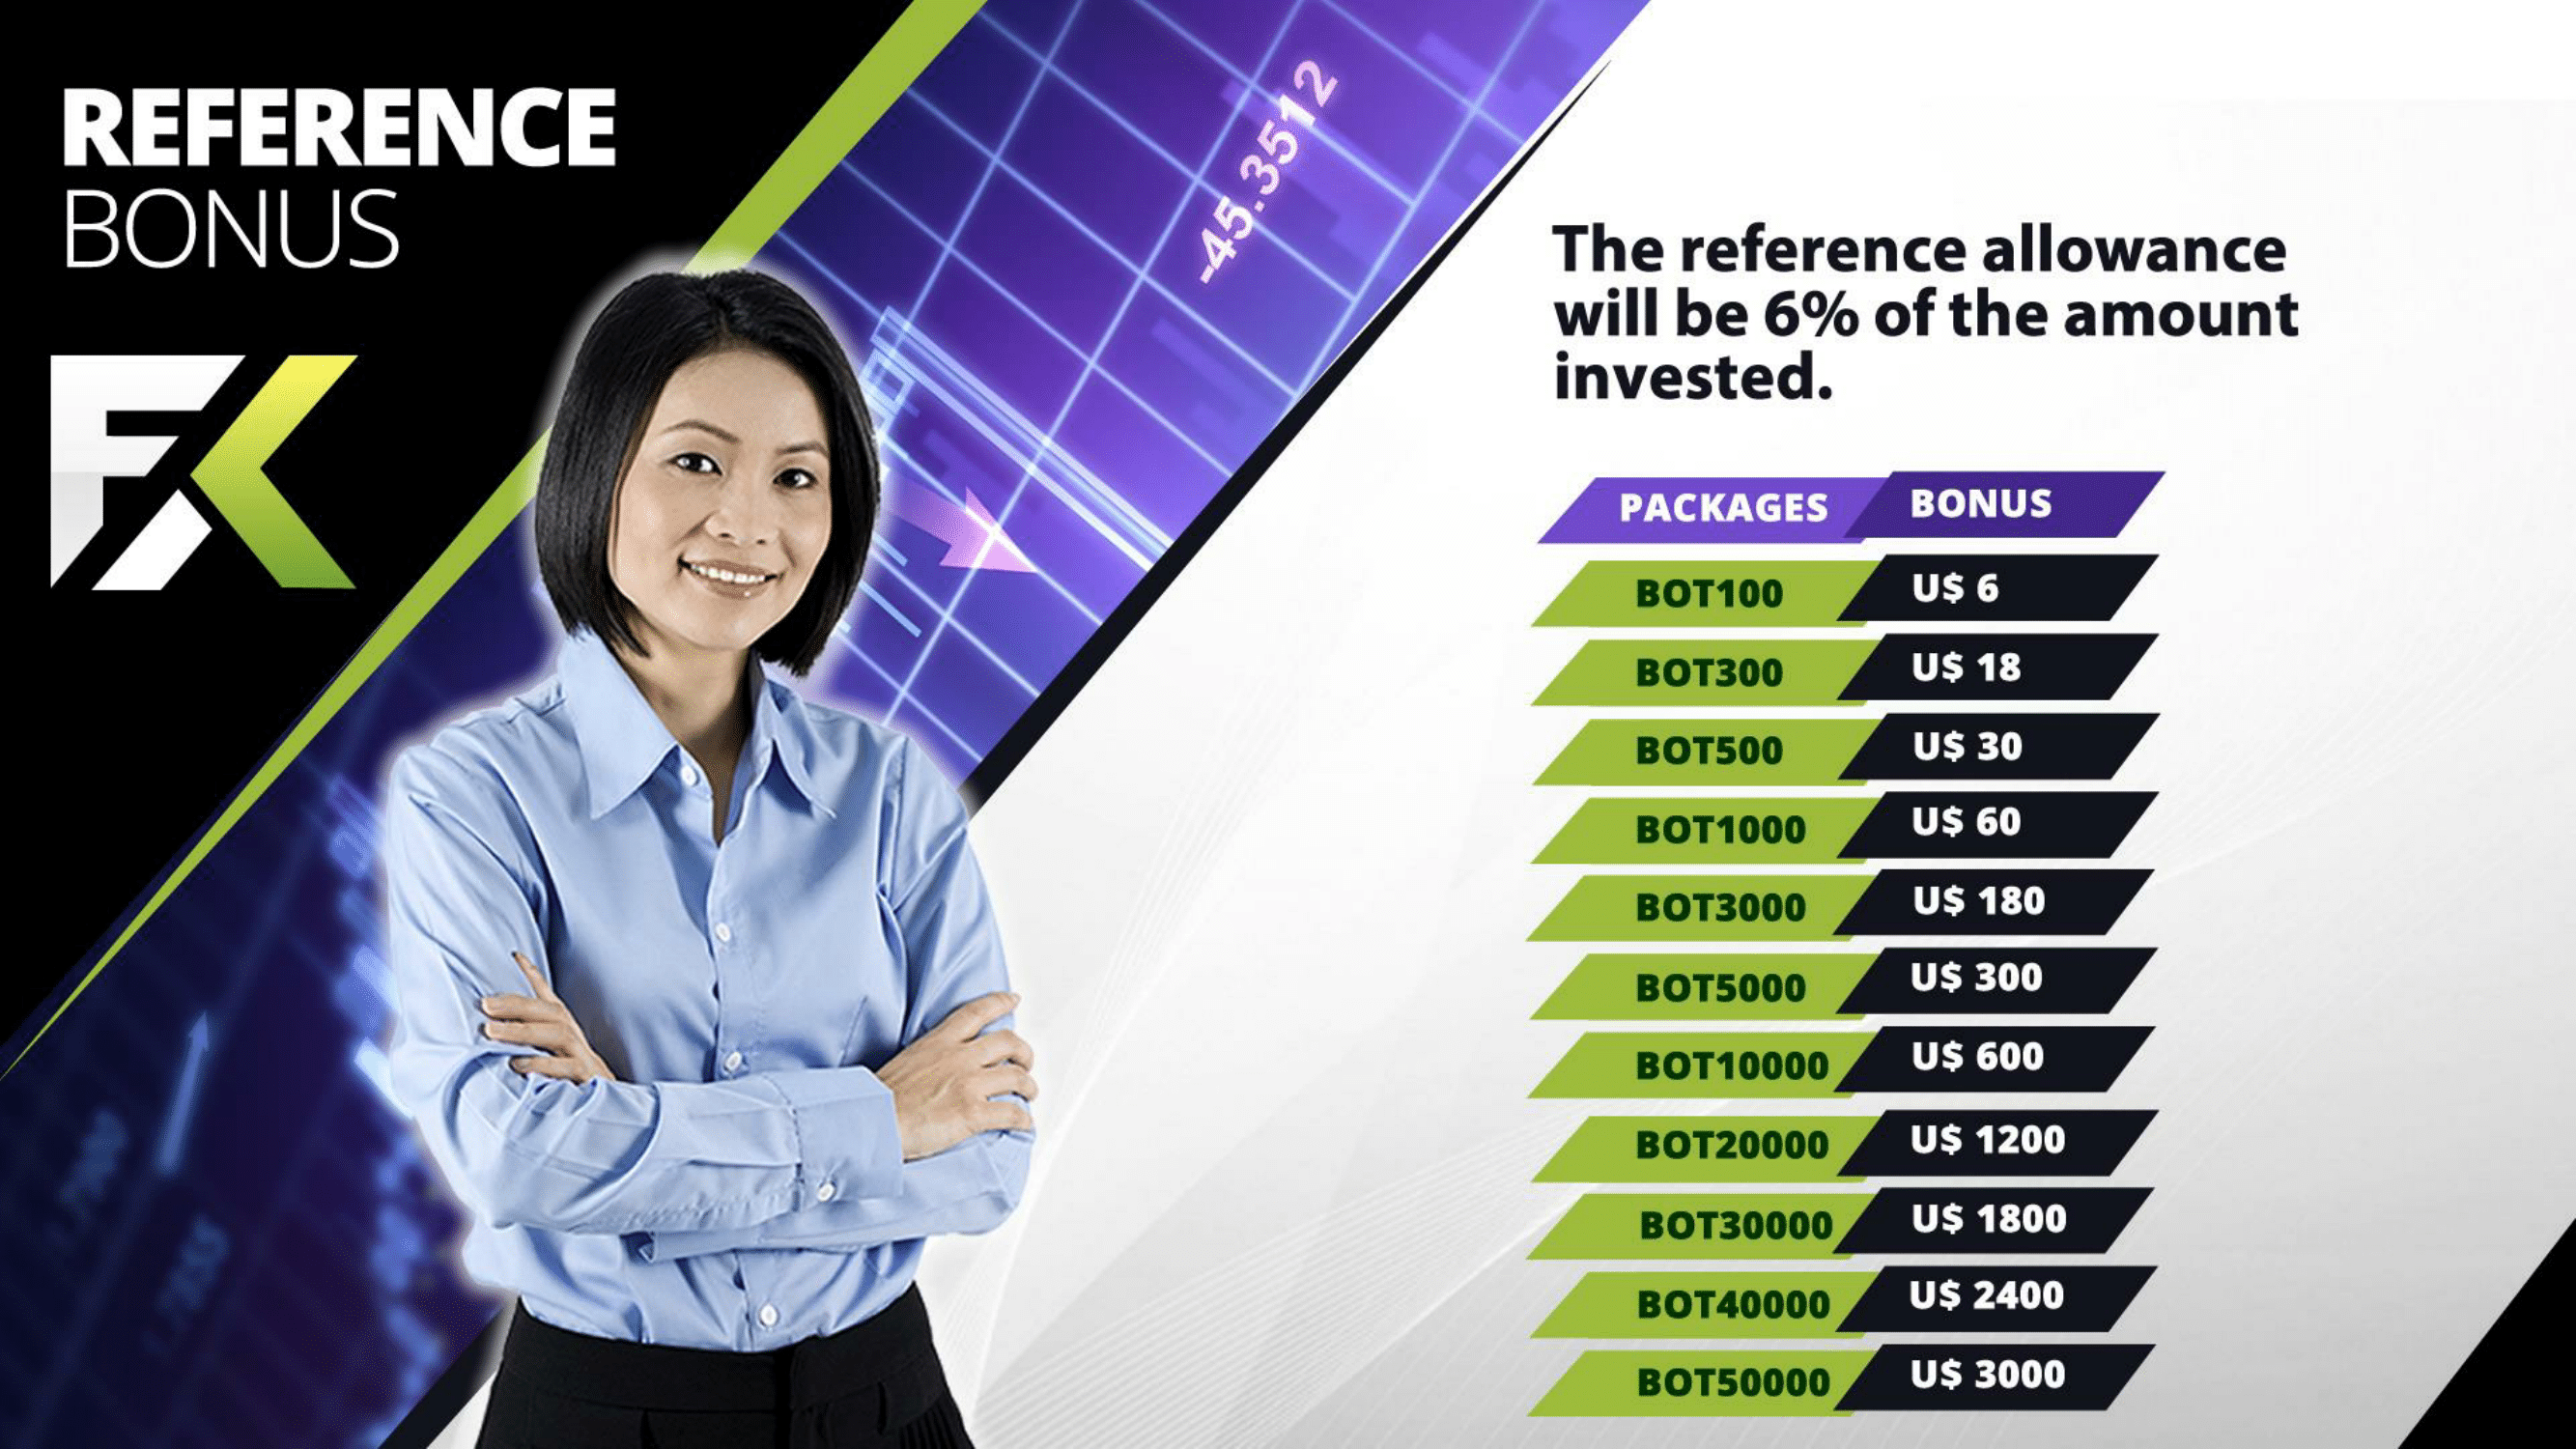 REFERENCE
BONUS
FX
-45.3512
The reference allowance
will be 6% of the amount
invested.
PACKAGES BONUS
BOT100 U$ 6
BOT300 U$ 18
BOT500 U$ 30
BOT1000 U$ 60
BOT3000 U$ 180
BOT5000 U$ 300
BOT10000 U$ 600
BOT20000 U$ 1200
BOT30000 U$ 1800
BOT40000 U$ 2400
BOT50000 U$ 3000